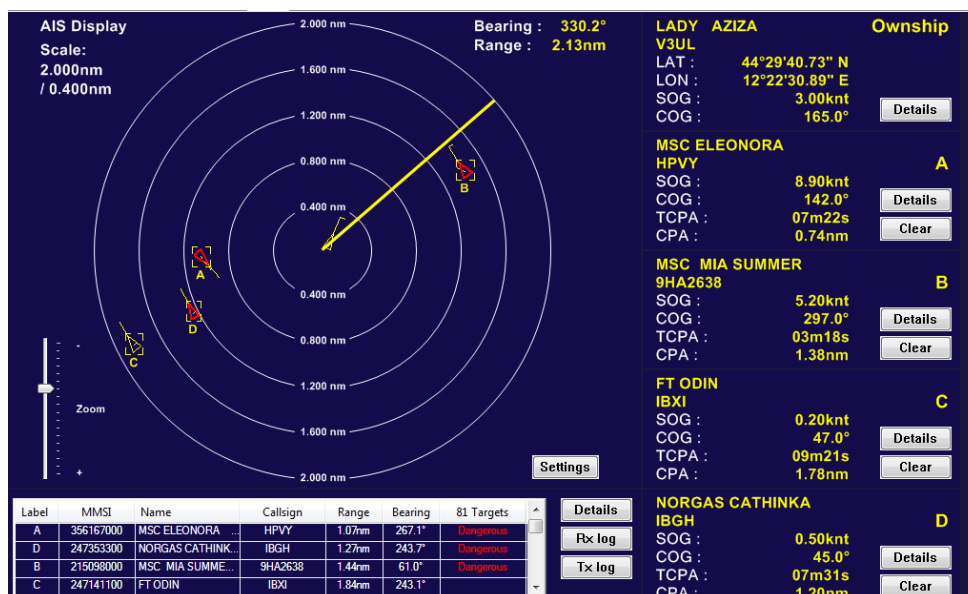 AIS Display
Scale:
2.000nm
/ 0.400nm
Bearing : 330.2°
Range : 2.13nm
2.000 nm
1.600 nm
1.200 nm
0.800 nm
0.400 nm
0.400 nm
0.800 nm
1.200 nm
1.600 nm
2.000 nm
A
B
C
D
-
Zoom
+
Settings
LADY AZIZA Ownship
V3UL
LAT : 44°29'40.73" N
LON : 12°22'30.89" E
SOG : 3.00knt
COG : 165.0° Details
MSC ELEONORA
HPVY A
SOG : 8.90knt
COG : 142.0° Details
TCPA : 07m22s
CPA : 0.74nm Clear
MSC MIA SUMMER
9HA2638 B
SOG : 5.20knt
COG : 297.0° Details
TCPA : 03m18s
CPA : 1.38nm Clear
FT ODIN
IBXI C
SOG : 0.20knt
COG : 47.0° Details
TCPA : 09m21s
CPA : 1.78nm Clear
NORGAS CATHINKA
IBGH D
SOG : 0.50knt
COG : 45.0° Details
TCPA : 07m31s
CPA : 1.20nm Clear
Label MMSI Name Callsign Range Bearing 81 Targets
A 356167000 MSC ELEONORA ... HPVY 1.07nm 267.1° Dangerous
D 247353300 NORGAS CATHINK... IBGH 1.27nm 243.7° Dangerous
B 215098000 MSC MIA SUMME... 9HA2638 1.44nm 61.0° Dangerous
C 247141100 FT ODIN IBXI 1.84nm 243.1°
Details
Rx log
Tx log